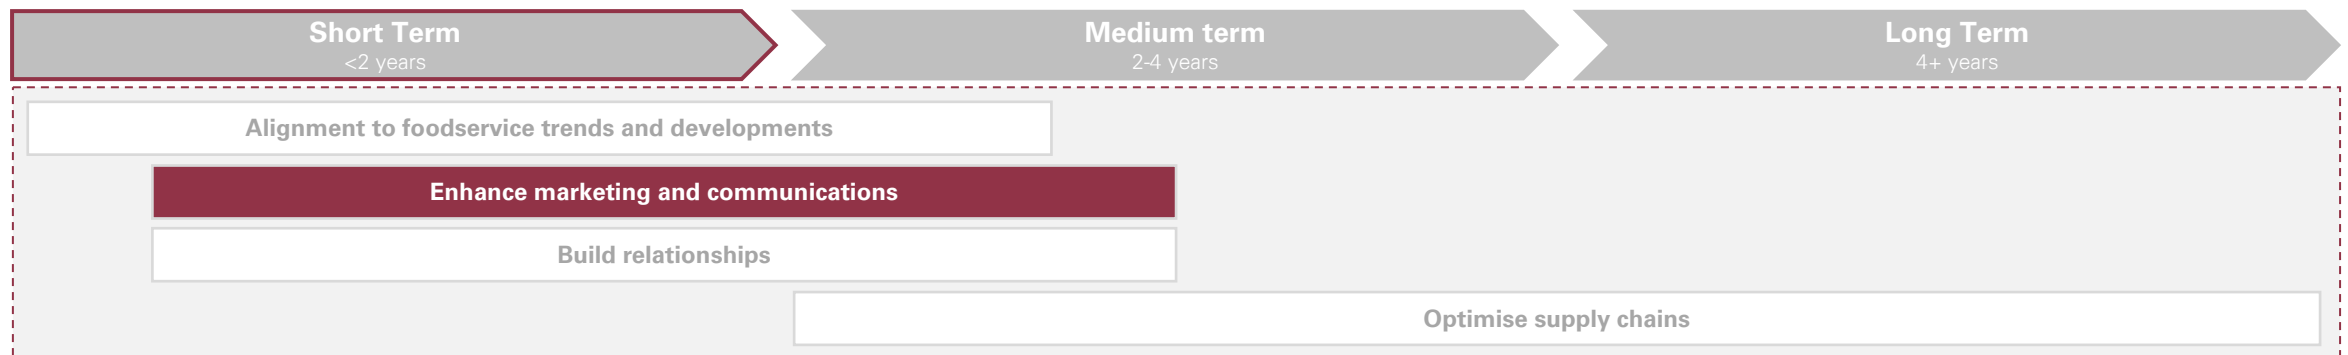 Short Term
<2 years
Medium term
2-4 years
Long Term
4+ years
Alignment to foodservice trends and developments
Enhance marketing and communications
Build relationships
Optimise supply chains